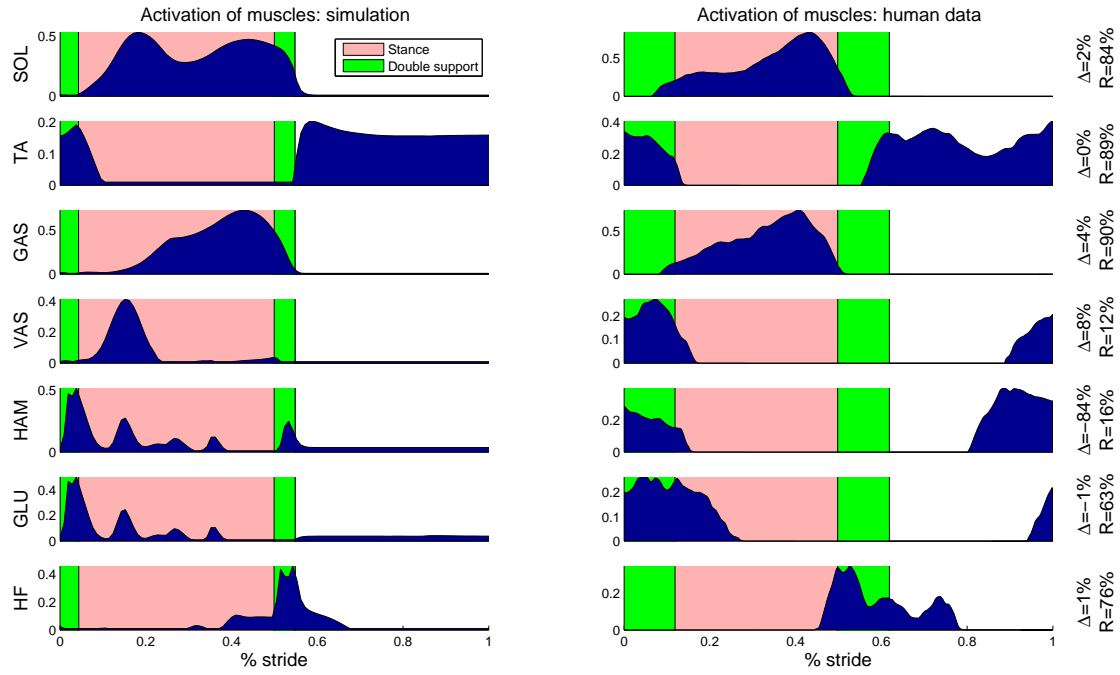 Activation of muscles: simulation
Activation of muscles: human data
SOL
0.5
0
Stance
Double support
0.5
0
Δ=2%
R=84%
TA
0.2
0.1
0
0.4
0.2
0
Δ=0%
R=89%
GAS
0.5
0
0.5
0
Δ=4%
R=90%
VAS
0.4
0.2
0
0.2
0.1
0
Δ=8%
R=12%
HAM
0.5
0
0.2
0
Δ=−84%
R=16%
GLU
0.4
0.2
0
0.2
0.1
0
Δ=−1%
R=63%
HF
0.4
0.2
0
0 0.2 0.4 0.6 0.8 1
% stride
0.2
0
0 0.2 0.4 0.6 0.8 1
% stride
Δ=1%
R=76%